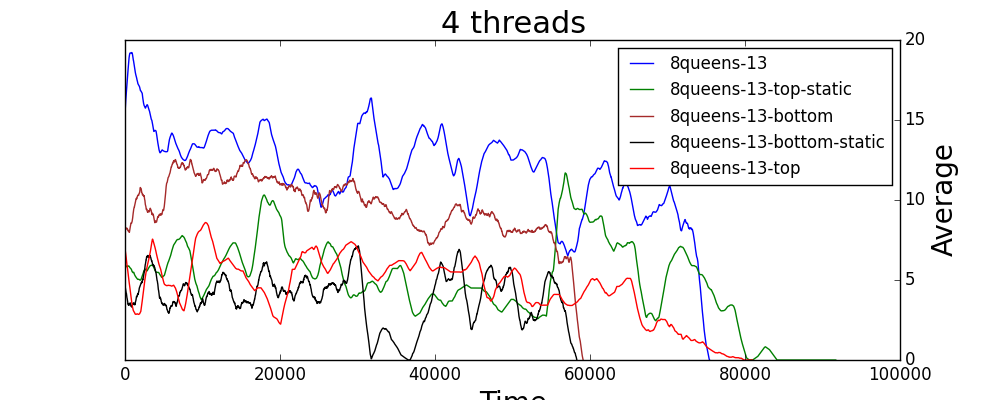 4 threads
20
15
10
5
0
Average
8queens-13
8queens-13-top-static
8queens-13-bottom
8queens-13-bottom-static
8queens-13-top
0 20000 40000 60000 80000 100000
Time